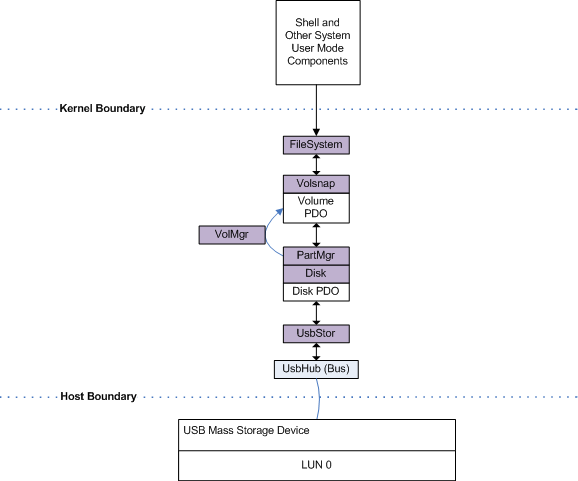 Shell and
Other System
User Mode
Components
Kernel Boundary
FileSystem
Volsnap
Volume
PDO
VolMgr
PartMgr
Disk
Disk PDO
UsbStor
UsbHub (Bus)
Host Boundary
USB Mass Storage Device
LUN 0